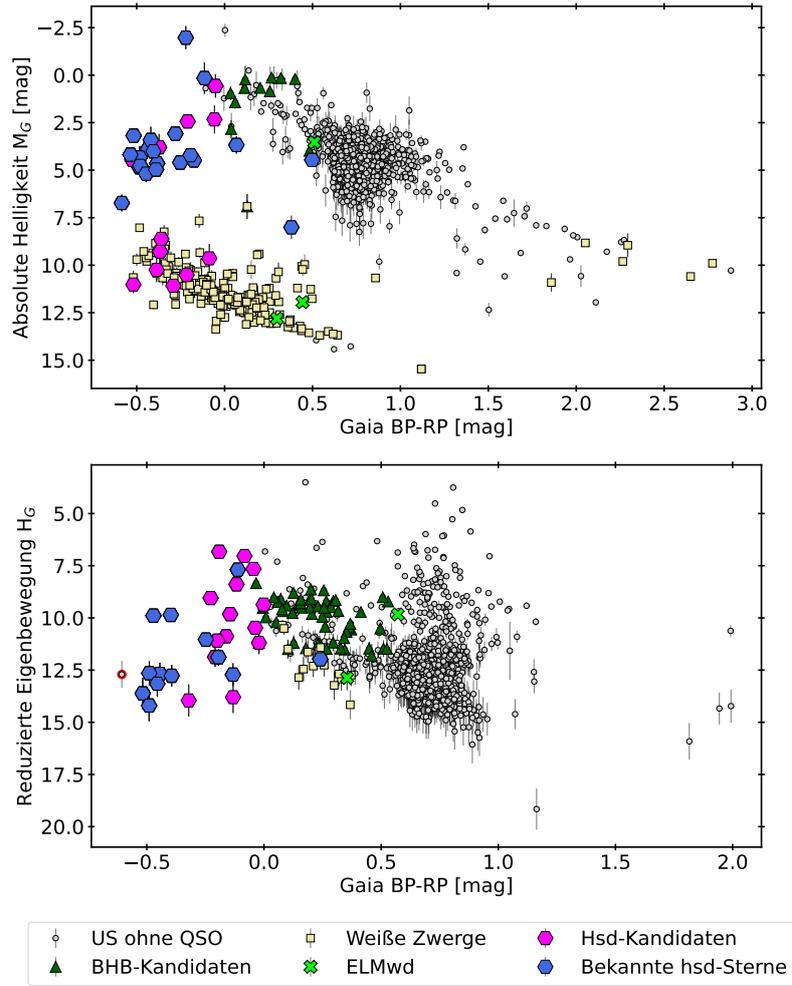 Absolute Helligkeit M_G [mag]
−2.5
0.0
2.5
5.0
7.5
10.0
12.5
15.0
−0.5 0.0 0.5 1.0 1.5 2.0 2.5 3.0
Gaia BP-RP [mag]
Reduzierte Eigenbewegung H_G
5.0
7.5
10.0
12.5
15.0
17.5
20.0
−0.5 0.0 0.5 1.0 1.5 2.0
Gaia BP-RP [mag]
US ohne QSO Weiße Zwerge Hsd-Kandidaten
BHB-Kandidaten ELMwd Bekannte hsd-Sterne